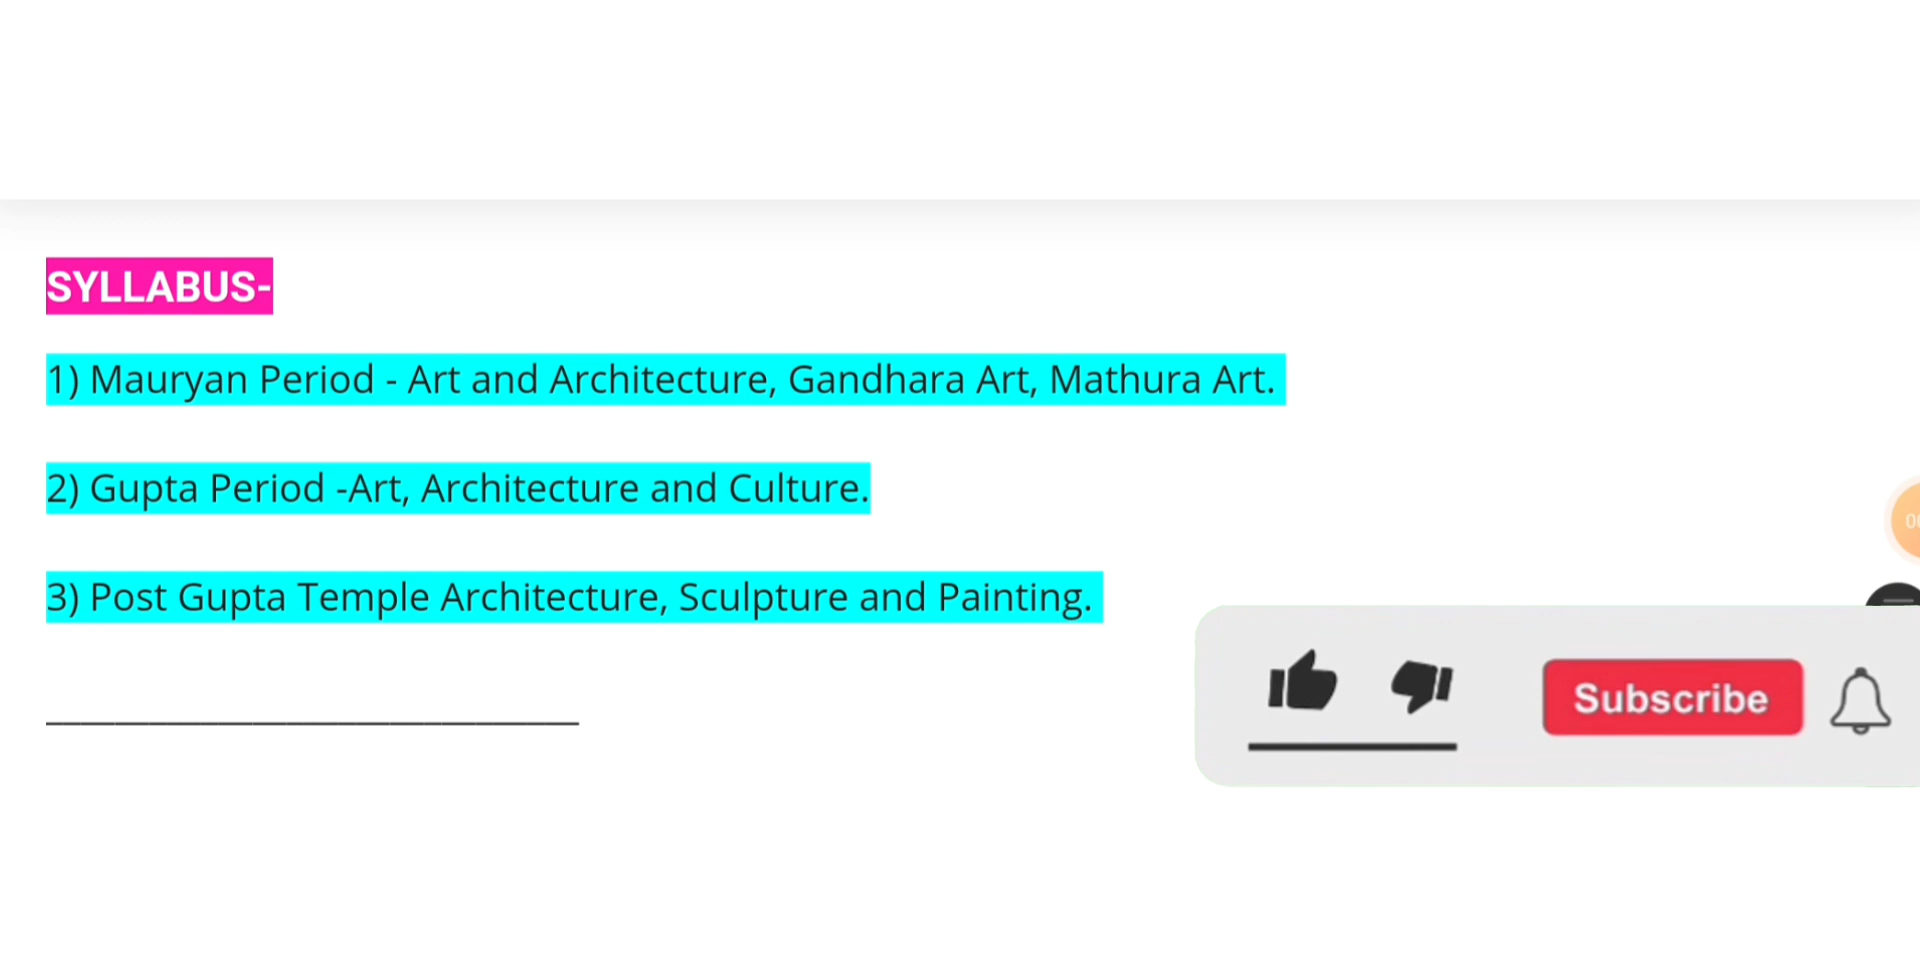 SYLLABUS-
1) Mauryan Period - Art and Architecture, Gandhara Art, Mathura Art.
2) Gupta Period -Art, Architecture and Culture.
3) Post Gupta Temple Architecture, Sculpture and Painting.
Subscribe